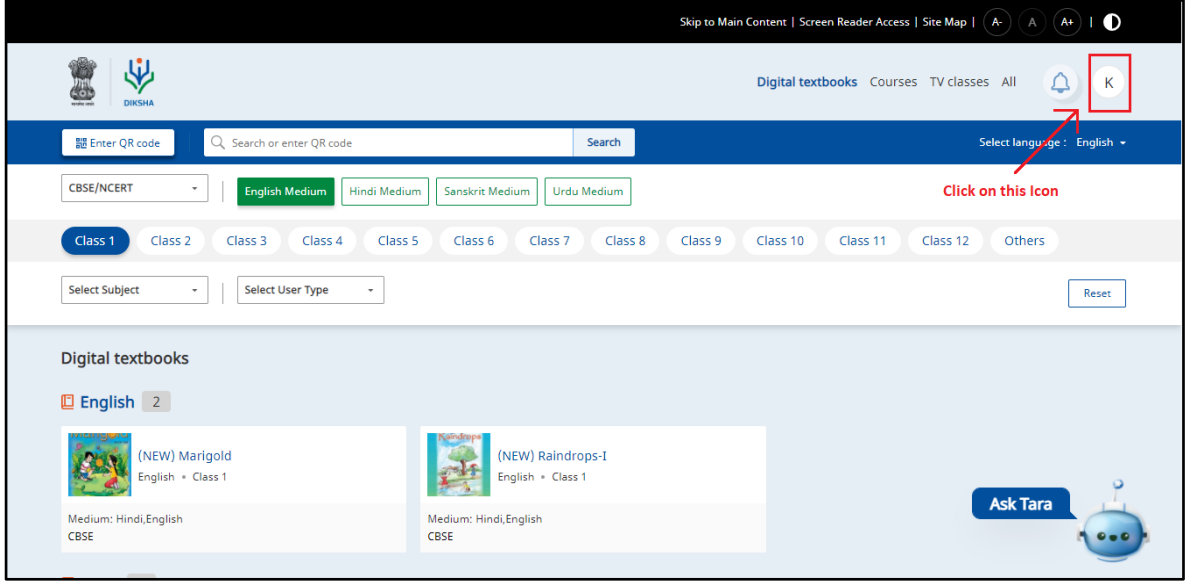 Skip to Main Content | Screen Reader Access | Site Map | A- A A+ |
DIKSHA
Digital textbooks Courses TV classes All K
Enter QR code Search or enter QR code Search Select language : English
CBSE/NCERT English Medium Hindi Medium Sanskrit Medium Urdu Medium
Click on this Icon
Class 1 Class 2 Class 3 Class 4 Class 5 Class 6 Class 7 Class 8 Class 9 Class 10 Class 11 Class 12 Others
Select Subject Select User Type Reset
Digital textbooks
English 2
Raindrops
(NEW) Marigold (NEW) Raindrops-I
English • Class 1 English • Class 1
Medium: Hindi,English Medium: Hindi,English
CBSE CBSE
Ask Tara